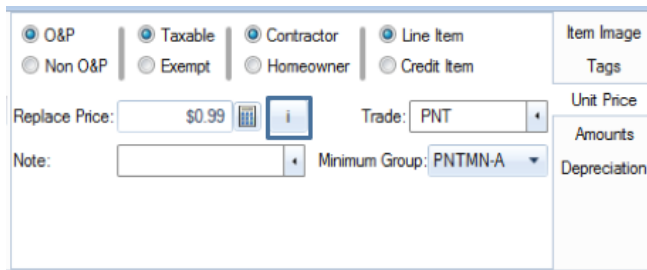 O&P Taxable Contractor Line Item Item Image
Non O&P Exempt Homeowner Credit Item Tags
Unit Price
Replace Price: $0.99 i Trade: PNT
Amounts
Note: Minimum Group: PNTMN-A Depreciation